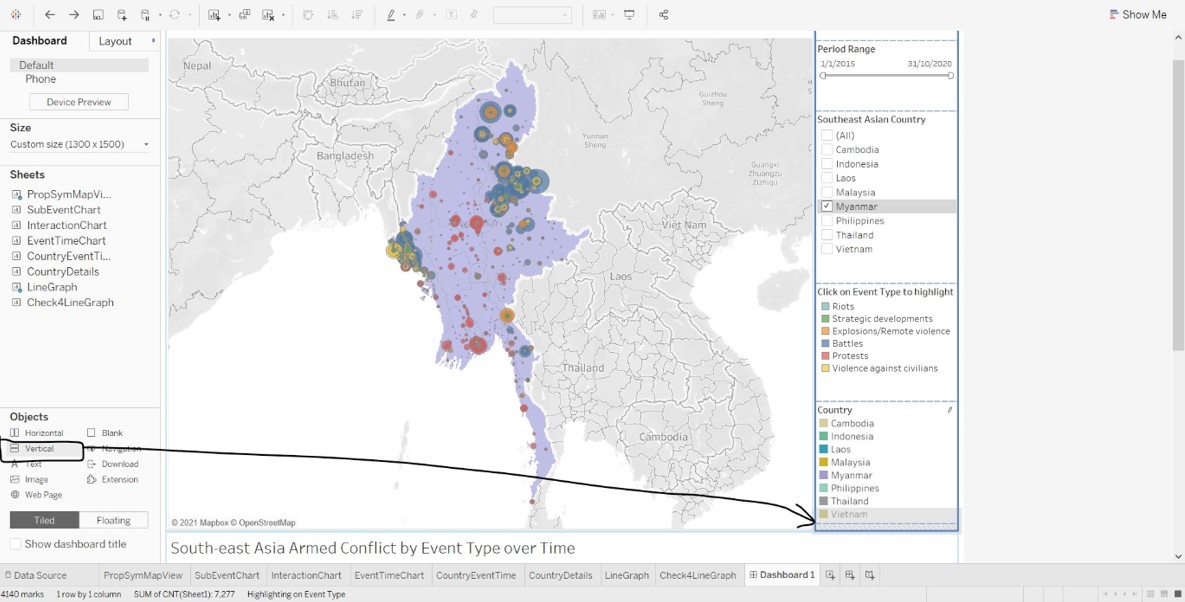 Show Me
Dashboard
Layout
Default
Phone
Device Preview
Size
Custom size (1300 x 1500)
Sheets
PropSymMapVi...
SubEventChart
InteractionChart
EventTimeChart
CountryEventTi...
CountryDetails
LineGraph
Check4LineGraph
Objects
Horizontal
Blank
Vertical
Navigation
Text
Download
Image
Extension
Web Page
Tiled
Floating
Show dashboard title
Nepal
Bhutan
Bangladesh
Guizhou
Sheng
Yunnan
Sheng
Guangxi
Zhuangzu
Zizhiqu
Viet Nam
Laos
Thailand
Cambodia
© 2021 Mapbox © OpenStreetMap
Period Range
1/1/2015
31/10/2020
Southeast Asian Country
(All)
Cambodia
Indonesia
Laos
Malaysia
Myanmar
Philippines
Thailand
Vietnam
Click on Event Type to highlight
Riots
Strategic developments
Explosions/Remote violence
Battles
Protests
Violence against civilians
Country
Cambodia
Indonesia
Laos
Malaysia
Myanmar
Philippines
Thailand
Vietnam
South-east Asia Armed Conflict by Event Type over Time
Data Source
PropSymMapView
SubEventChart
InteractionChart
EventTimeChart
CountryEventTime
CountryDetails
LineGraph
Check4LineGraph
Dashboard 1
4140 marks
1 row by 1 column
SUM of CNT(Sheet1): 7,277
Highlighting on Event Type